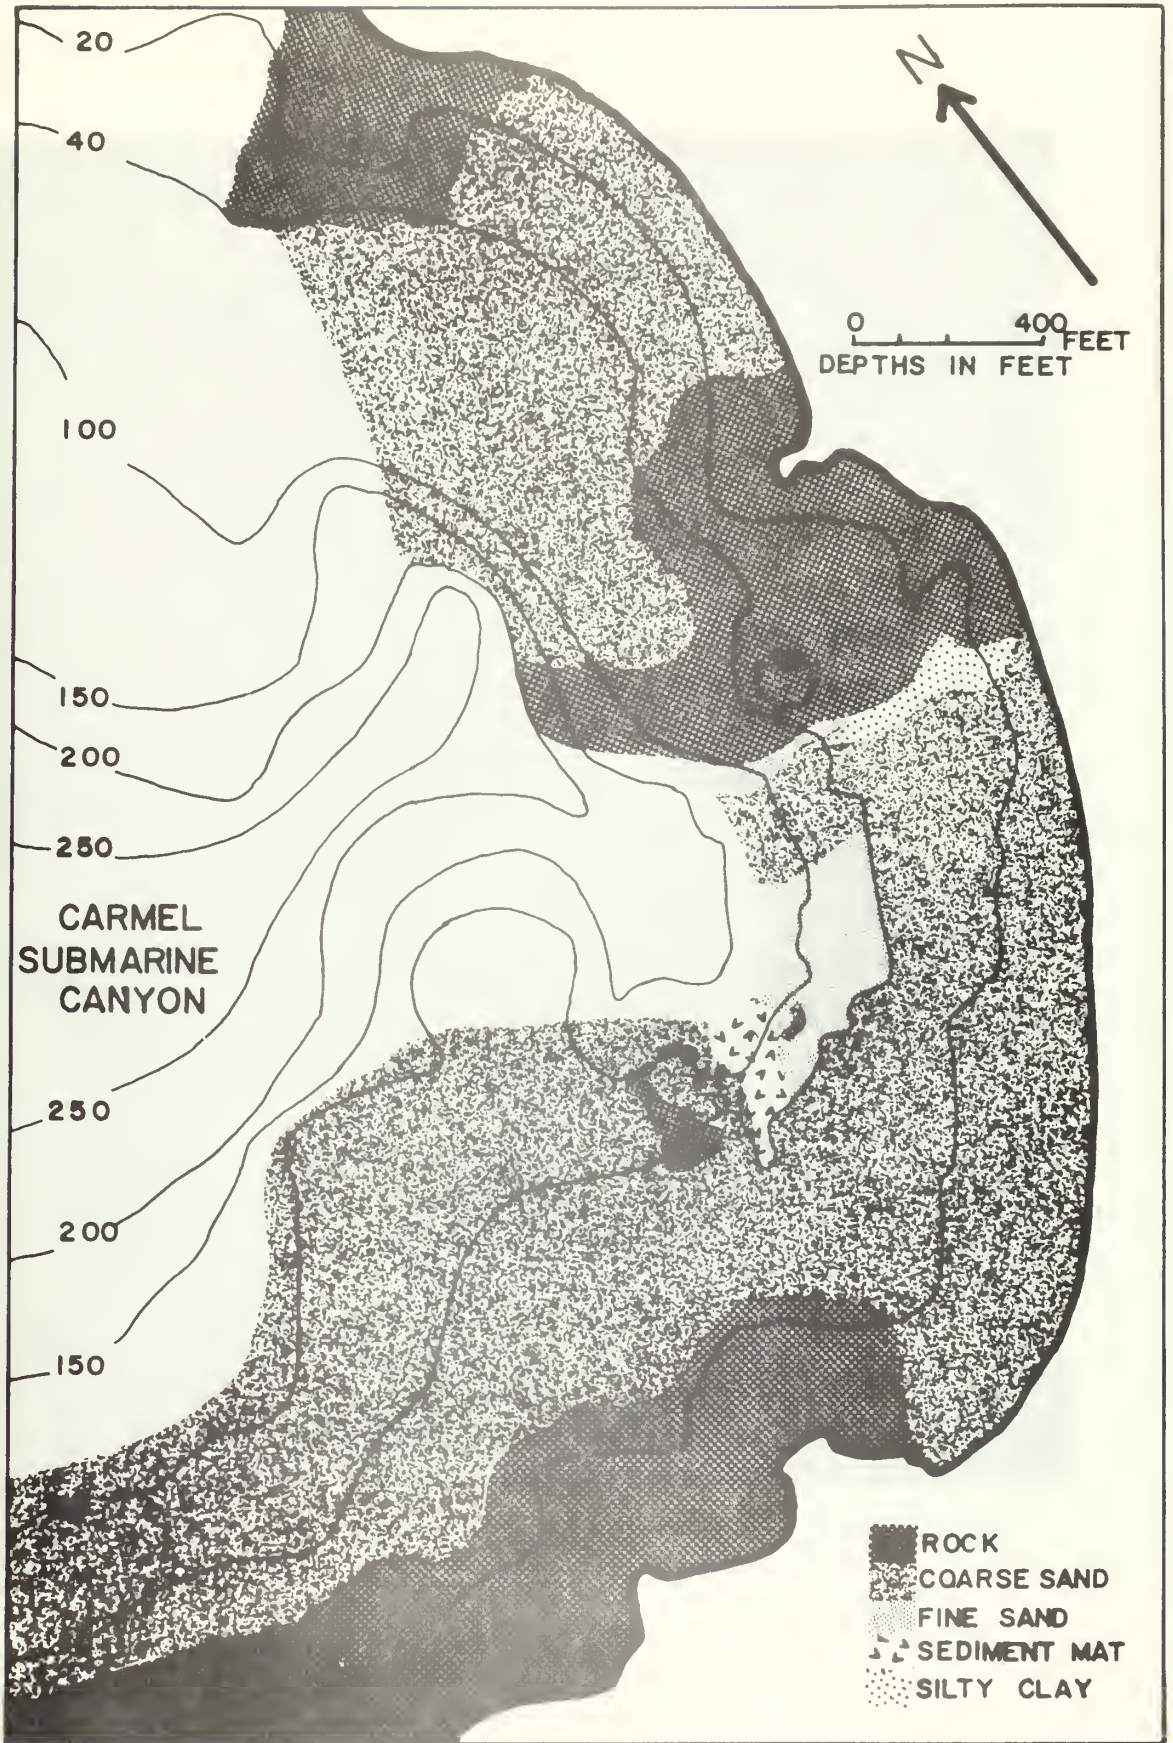 20
N
40
0 400 FEET
DEPTHS IN FEET
100
150
200
250
CARMEL
SUBMARINE
CANYON
250
200
150
ROCK
COARSE SAND
FINE SAND
SEDIMENT MAT
SILTY CLAY